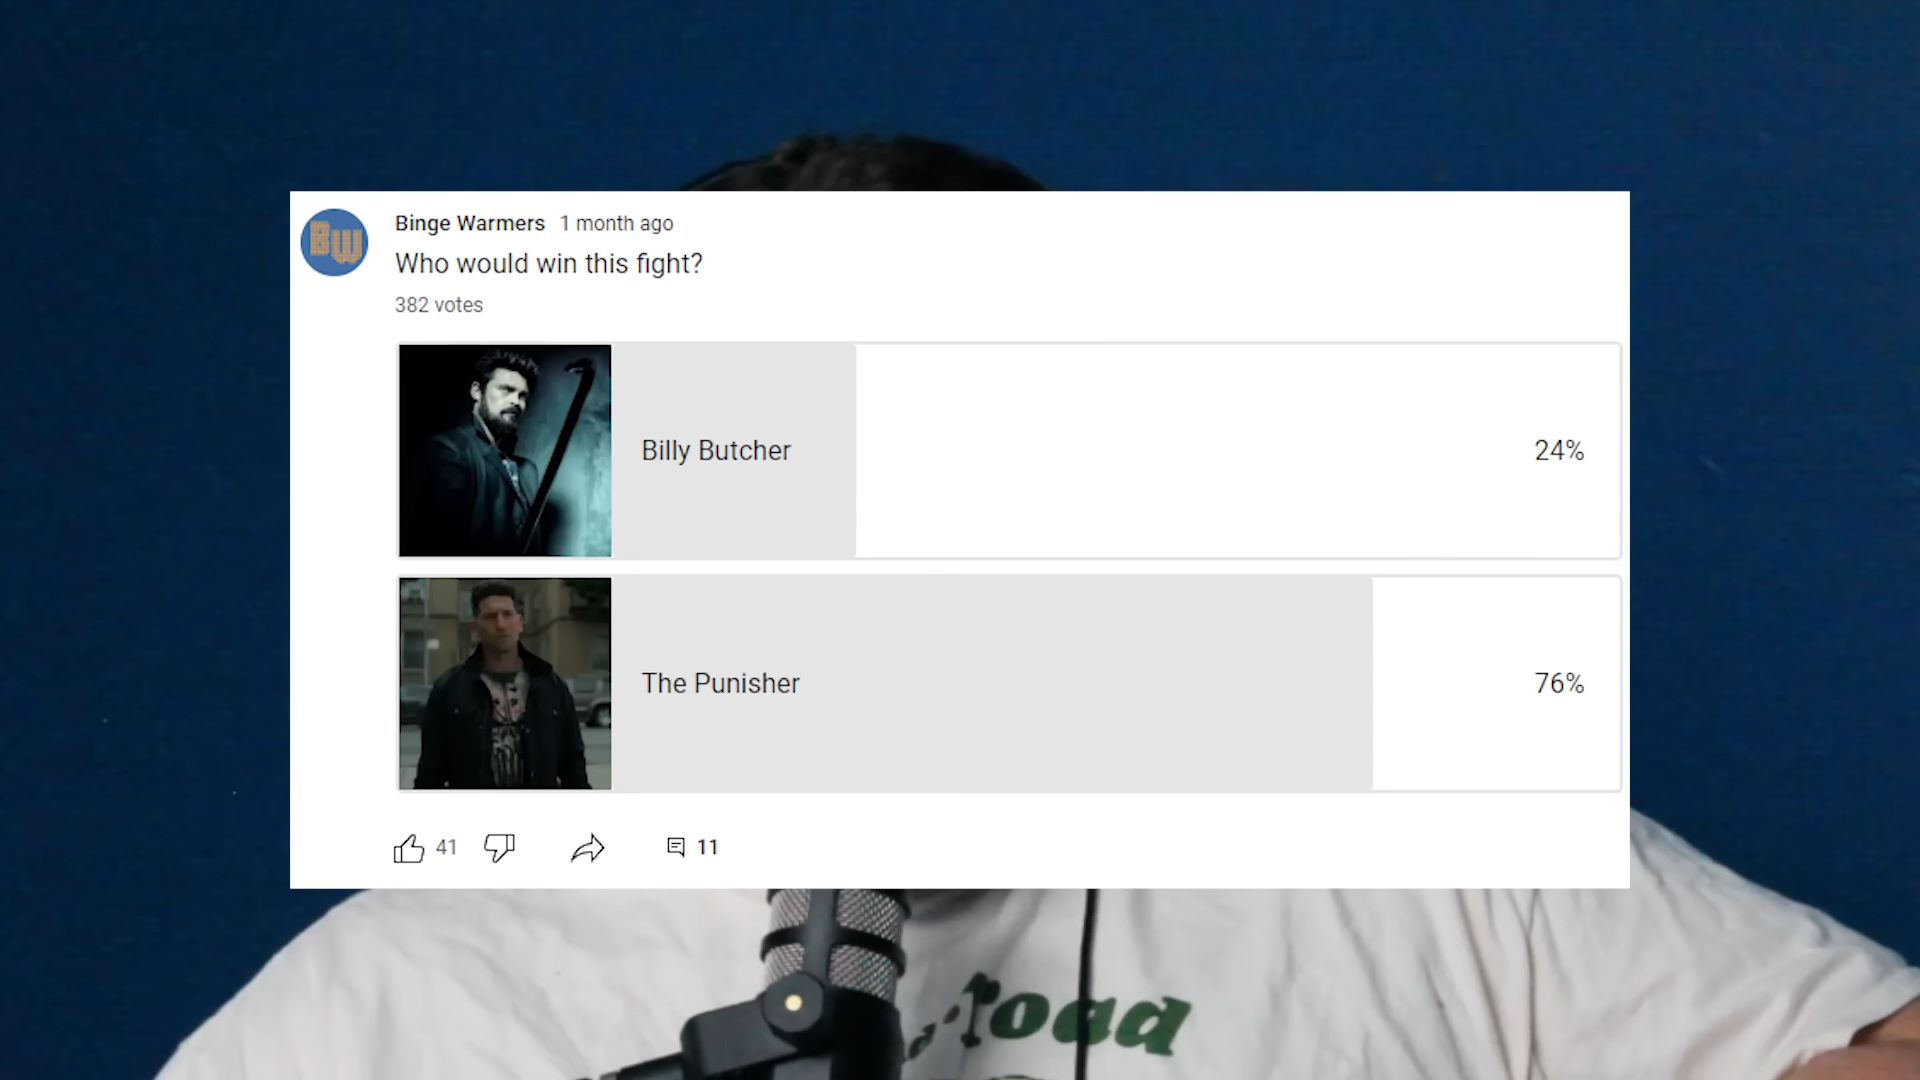 BW
Binge Warmers 1 month ago
Who would win this fight?
382 votes
Billy Butcher 24%
The Punisher 76%
41 11